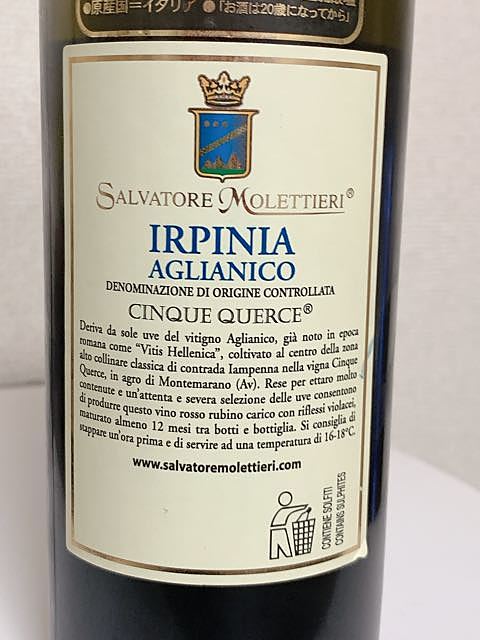 ●原産国＝イタリア ●「お酒は20歳になってから」
SALVATORE MOLETTIERI®
IRPINIA
AGLIANICO
DENOMINAZIONE DI ORIGINE CONTROLLATA
CINQUE QUERCE®
Deriva da sole uve del vitigno Aglianico, già noto in epoca
romana come “Vitis Hellenica”, coltivato al centro della zona
alto collinare classica di contrada Iampenna nella vigna Cinque
Querce, in agro di Montemarano (Av). Rese per ettaro molto
contenute e un'attenta e severa selezione delle uve consentono
di produrre questo vino rosso rubino carico con riflessi violacei,
maturato almeno 12 mesi tra botti e bottiglia. Si consiglia di
stappare un'ora prima e di servire ad una temperatura di 16-18°C.
www.salvatoremolettieri.com
CONTIENE SOLFITI
CONTAINS SULPHITES